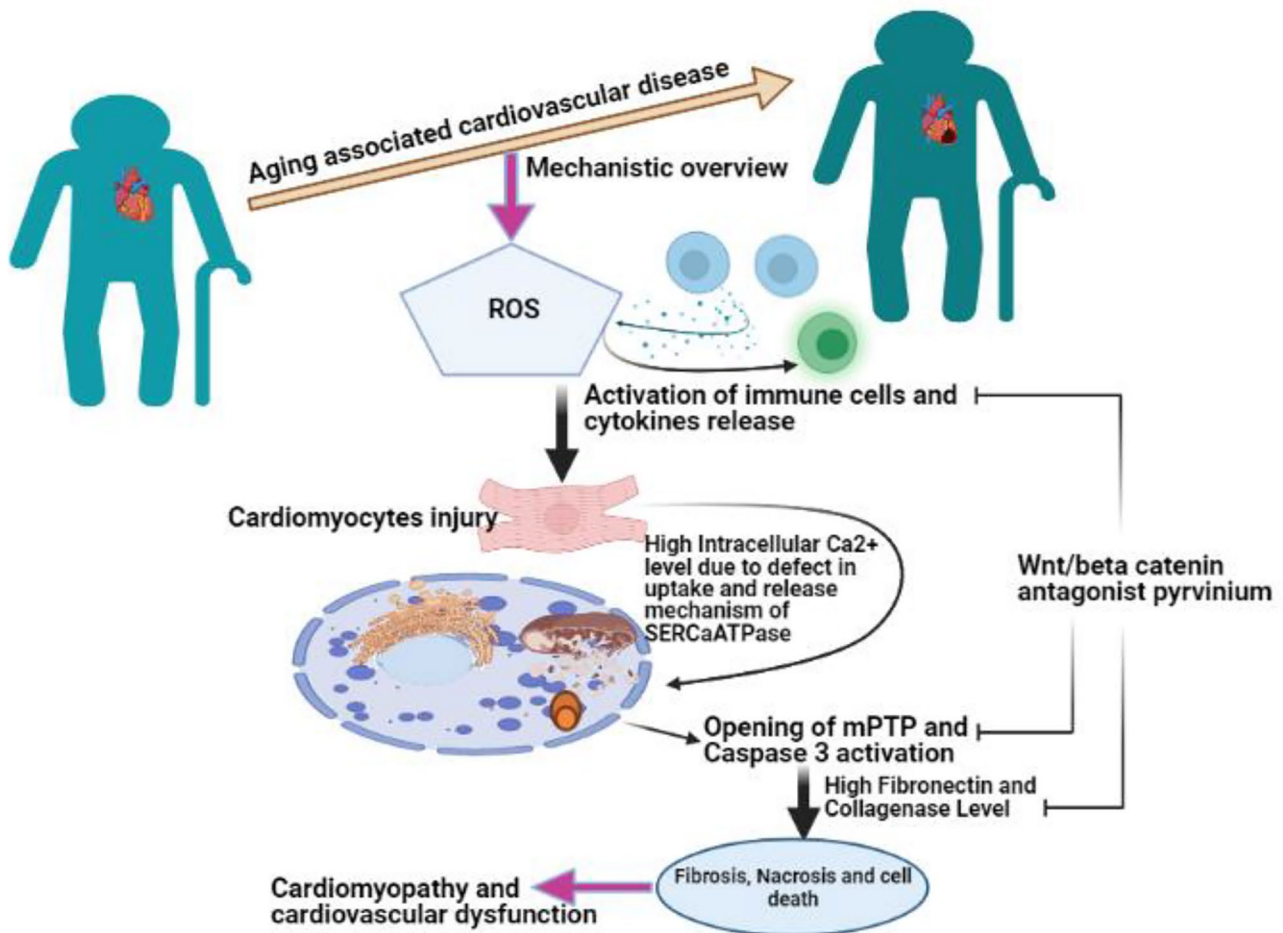 Aging associated cardiovascular disease
Mechanistic overview
ROS
Activation of immune cells and
cytokines release
Cardiomyocytes injury
High Intracellular Ca2+
level due to defect in
uptake and release
mechanism of
SERCaATPase
Wnt/beta catenin
antagonist pyrvinium
Opening of mPTP and
Caspase 3 activation
High Fibronectin and
Collagenase Level
Fibrosis, Nacrosis and cell
death
Cardiomyopathy and
cardiovascular dysfunction